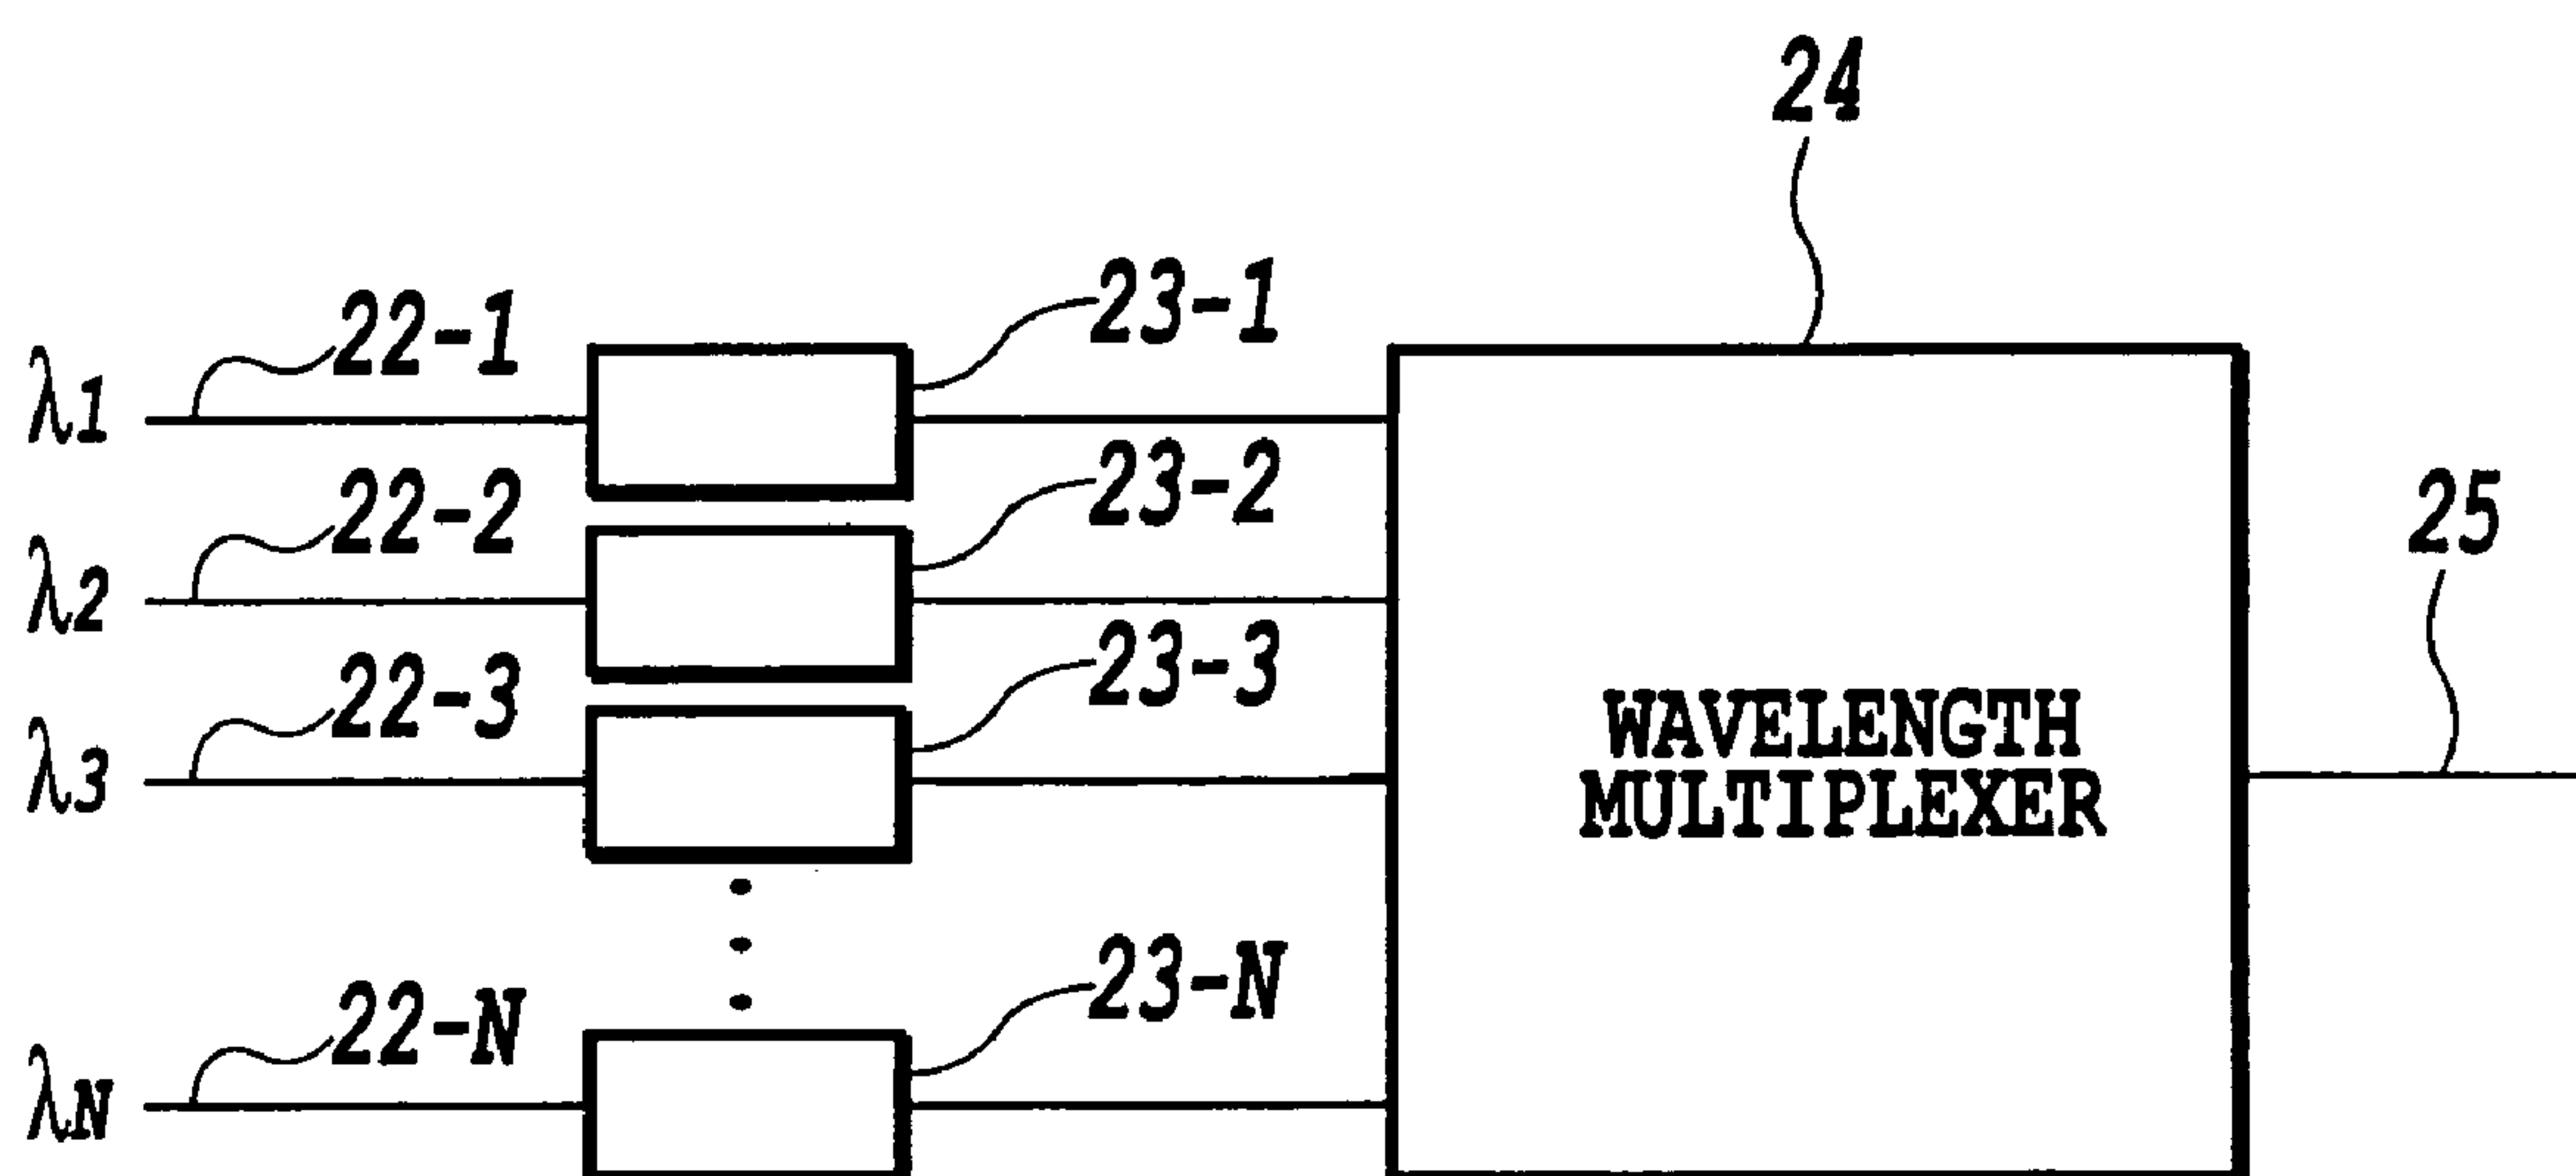 24
22-1
23-1
λ1
22-2
23-2
λ2
25
22-3
23-3
λ3
WAVELENGTH
MULTIPLEXER
22-N
23-N
λN